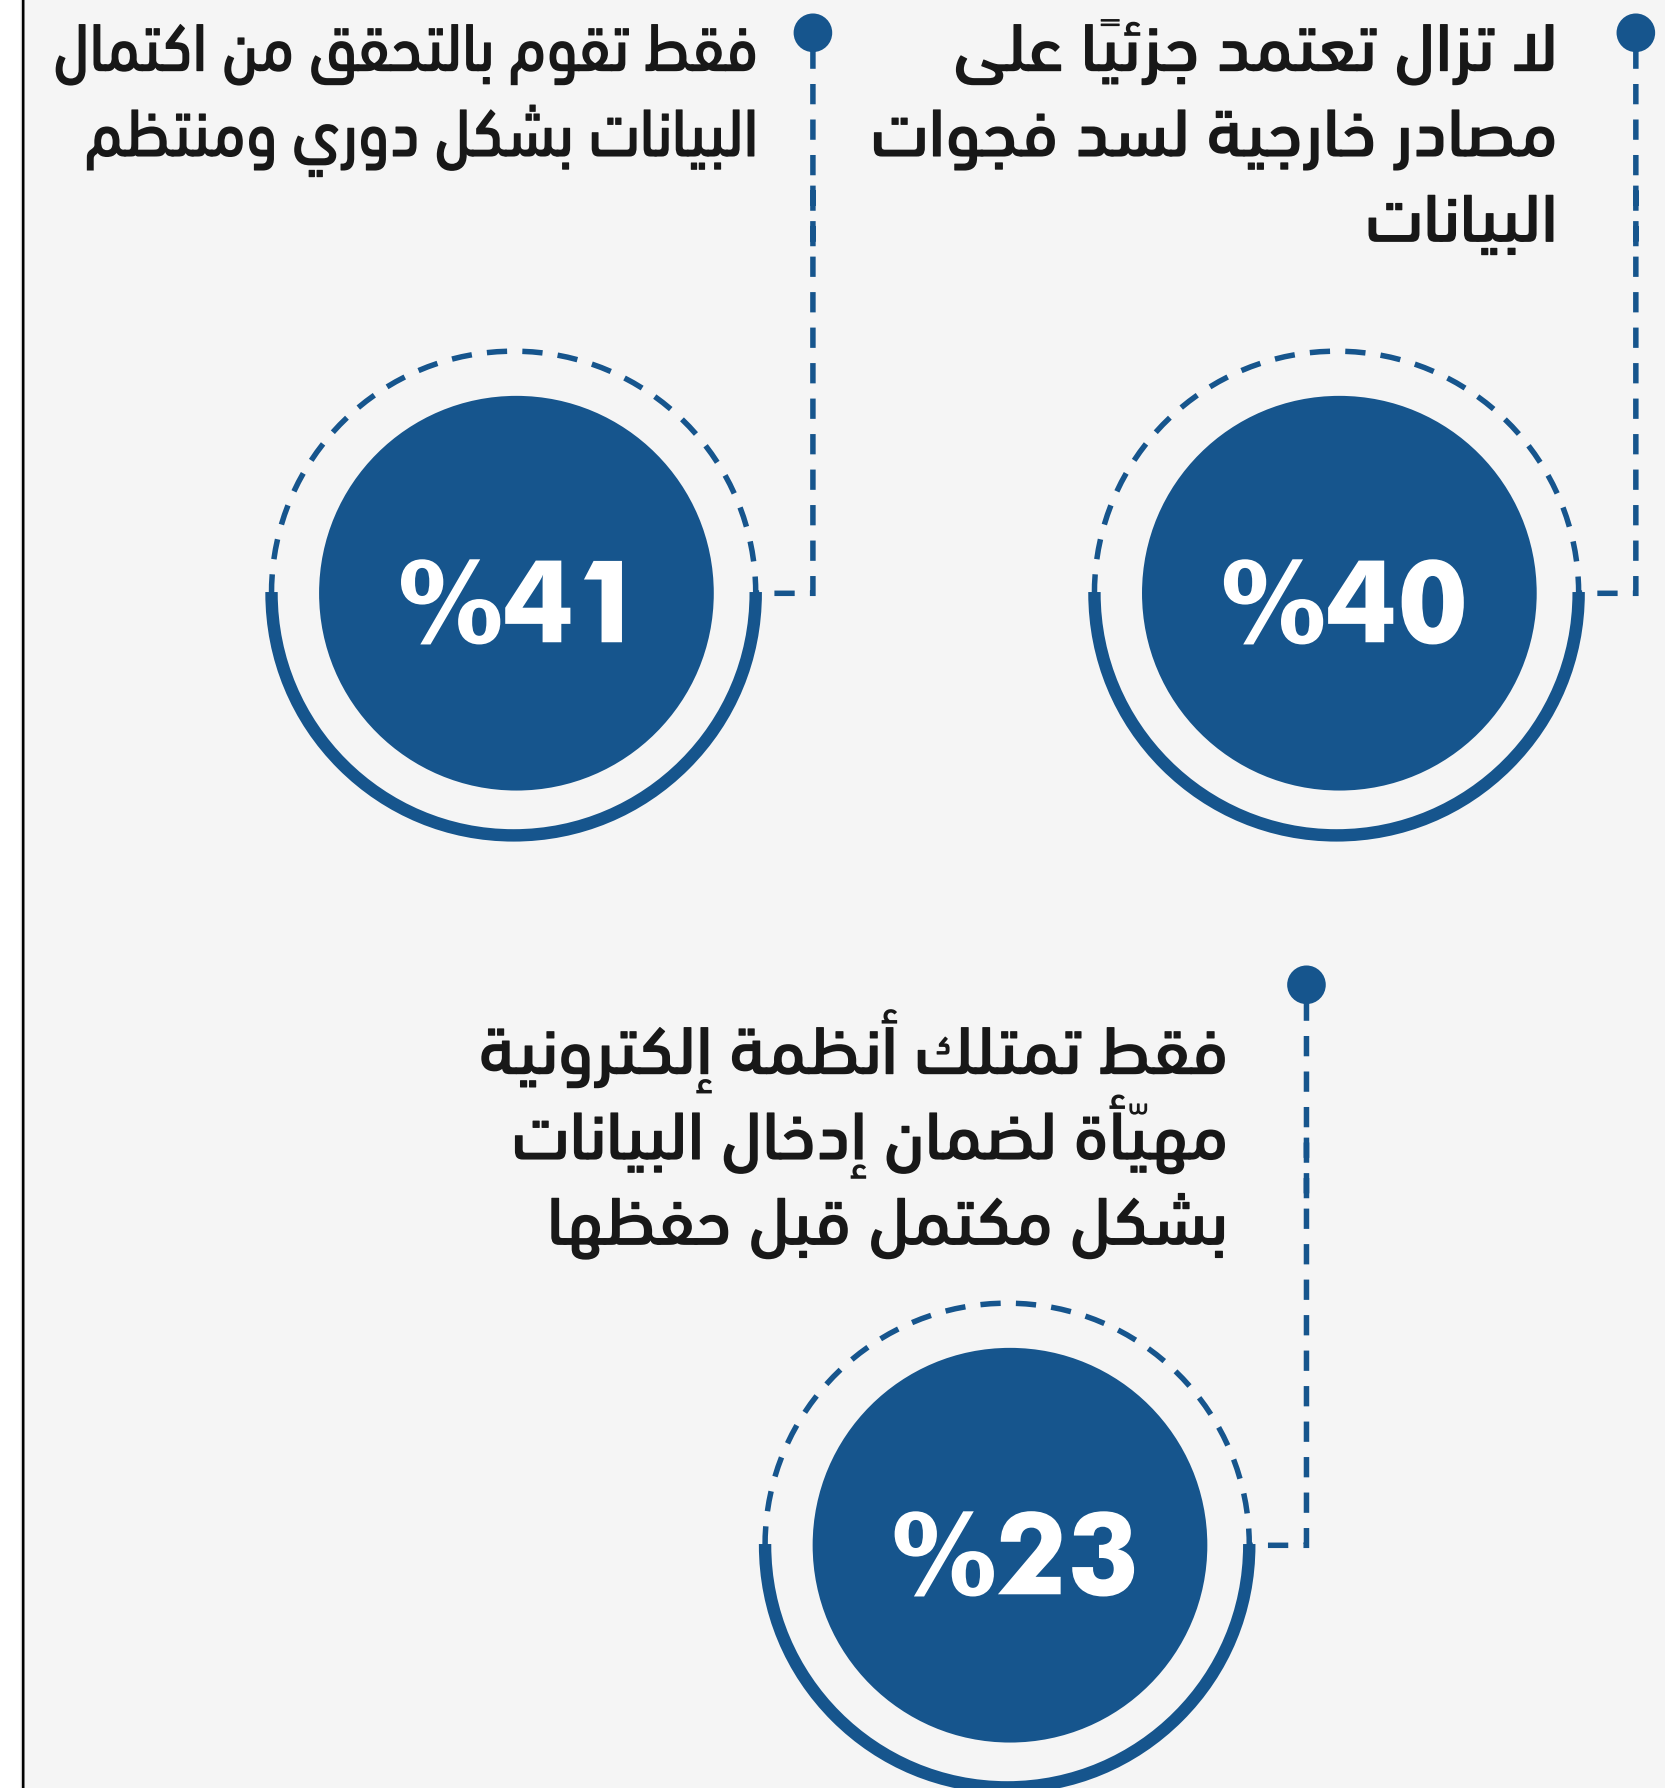 لا تزال تعتمد جزئيًا على
مصادر خارجية لسد فجوات
البيانات
%40
فقط تقوم بالتحقق من اكتمال
البيانات بشكل دوري ومنتظم
%41
فقط تمتلك أنظمة إلكترونية
مهيّأة لضمان إدخال البيانات
بشكل مكتمل قبل حفظها
%23